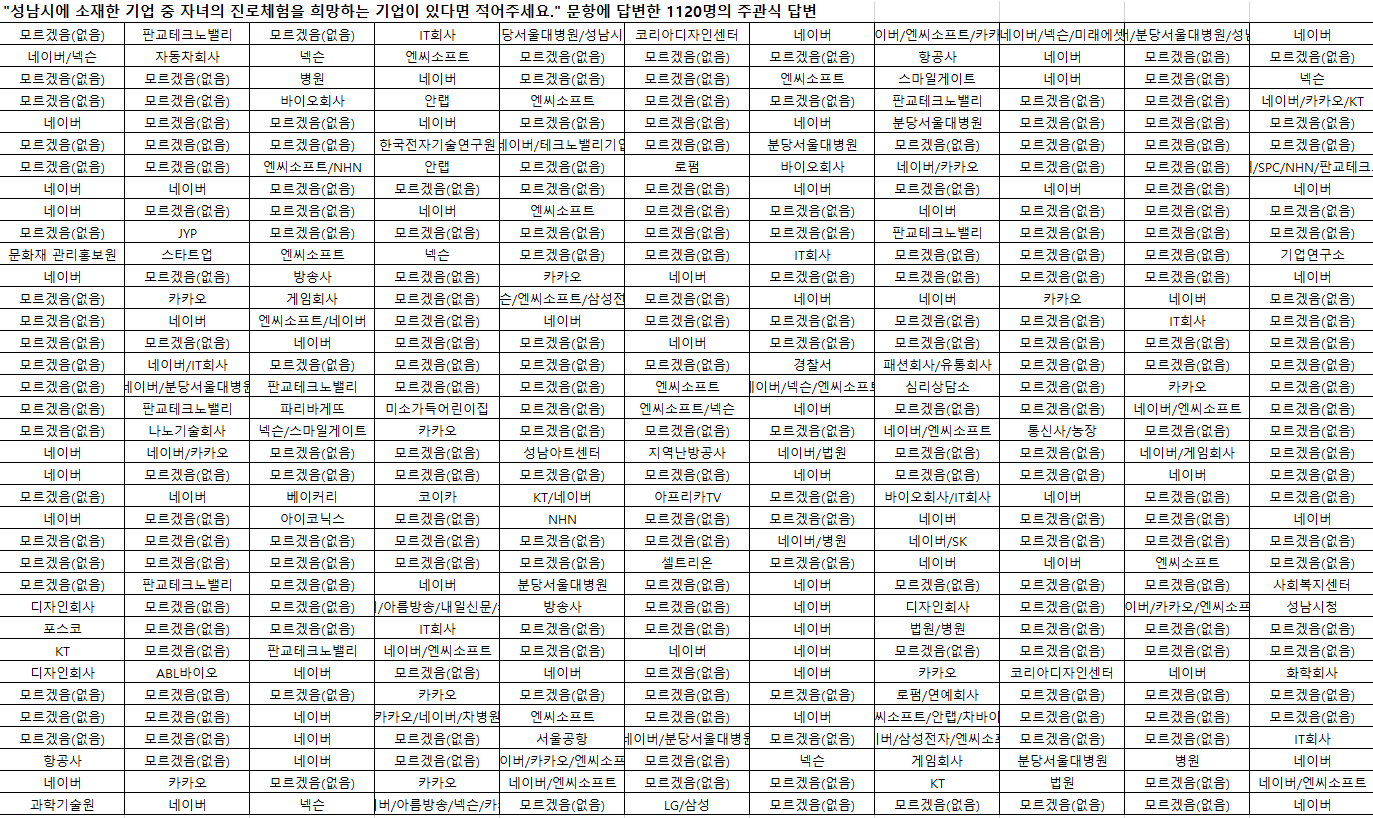 "성남시에 소재한 기업 중 자녀의 진로체험을 희망하는 기업이 있다면 적어주세요." 문항에 답변한 1120명의 주관식 답변
모르겠음(없음) 판교테크노밸리 모르겠음(없음) IT회사 당서울대병원/성남시 코리아디자인센터 네이버 이버/엔씨소프트/카카 네이버/넥슨/미래에셋 /분당서울대병원/성남 네이버
네이버/넥슨 자동차회사 넥슨 엔씨소프트 모르겠음(없음) 모르겠음(없음) 모르겠음(없음) 항공사 네이버 모르겠음(없음) 모르겠음(없음)
모르겠음(없음) 모르겠음(없음) 병원 네이버 모르겠음(없음) 모르겠음(없음) 엔씨소프트 스마일게이트 네이버 모르겠음(없음) 넥슨
모르겠음(없음) 모르겠음(없음) 바이오회사 안랩 엔씨소프트 모르겠음(없음) 모르겠음(없음) 판교테크노밸리 모르겠음(없음) 모르겠음(없음) 네이버/카카오/KT
네이버 모르겠음(없음) 모르겠음(없음) 네이버 모르겠음(없음) 모르겠음(없음) 네이버 분당서울대병원 모르겠음(없음) 모르겠음(없음) 모르겠음(없음)
모르겠음(없음) 모르겠음(없음) 모르겠음(없음) 한국전자기술연구원 네이버/테크노밸리기업 모르겠음(없음) 분당서울대병원 모르겠음(없음) 모르겠음(없음) 모르겠음(없음) 모르겠음(없음)
모르겠음(없음) 모르겠음(없음) 엔씨소프트/NHN 안랩 모르겠음(없음) 로펌 바이오회사 네이버/카카오 모르겠음(없음) 모르겠음(없음) /SPC/NHN/판교테크
네이버 네이버 모르겠음(없음) 모르겠음(없음) 모르겠음(없음) 모르겠음(없음) 네이버 모르겠음(없음) 네이버 모르겠음(없음) 네이버
네이버 모르겠음(없음) 모르겠음(없음) 네이버 엔씨소프트 모르겠음(없음) 모르겠음(없음) 네이버 모르겠음(없음) 모르겠음(없음) 모르겠음(없음)
모르겠음(없음) JYP 모르겠음(없음) 모르겠음(없음) 모르겠음(없음) 모르겠음(없음) 모르겠음(없음) 판교테크노밸리 모르겠음(없음) 모르겠음(없음) 모르겠음(없음)
문화재 관리홍보원 스타트업 엔씨소프트 넥슨 모르겠음(없음) 모르겠음(없음) IT회사 모르겠음(없음) 모르겠음(없음) 모르겠음(없음) 기업연구소
네이버 모르겠음(없음) 방송사 모르겠음(없음) 카카오 네이버 모르겠음(없음) 모르겠음(없음) 모르겠음(없음) 모르겠음(없음) 네이버
모르겠음(없음) 카카오 게임회사 모르겠음(없음) 슨/엔씨소프트/삼성전 모르겠음(없음) 네이버 네이버 카카오 네이버 모르겠음(없음)
모르겠음(없음) 네이버 엔씨소프트/네이버 모르겠음(없음) 네이버 모르겠음(없음) 모르겠음(없음) 모르겠음(없음) 모르겠음(없음) IT회사 모르겠음(없음)
모르겠음(없음) 모르겠음(없음) 네이버 모르겠음(없음) 모르겠음(없음) 네이버 모르겠음(없음) 모르겠음(없음) 모르겠음(없음) 모르겠음(없음) 모르겠음(없음)
모르겠음(없음) 네이버/IT회사 모르겠음(없음) 모르겠음(없음) 모르겠음(없음) 모르겠음(없음) 경찰서 패션회사/유통회사 모르겠음(없음) 모르겠음(없음) 모르겠음(없음)
모르겠음(없음) 네이버/분당서울대병원 판교테크노밸리 모르겠음(없음) 모르겠음(없음) 엔씨소프트 네이버/넥슨/엔씨소프트 심리상담소 모르겠음(없음) 카카오 모르겠음(없음)
모르겠음(없음) 판교테크노밸리 파리바게뜨 미소가득어린이집 모르겠음(없음) 엔씨소프트/넥슨 네이버 모르겠음(없음) 모르겠음(없음) 네이버/엔씨소프트 모르겠음(없음)
모르겠음(없음) 나노기술회사 넥슨/스마일게이트 카카오 모르겠음(없음) 모르겠음(없음) 모르겠음(없음) 네이버/엔씨소프트 통신사/농장 모르겠음(없음) 모르겠음(없음)
네이버 네이버/카카오 모르겠음(없음) 모르겠음(없음) 성남아트센터 지역난방공사 네이버/법원 모르겠음(없음) 모르겠음(없음) 네이버/게임회사 모르겠음(없음)
네이버 모르겠음(없음) 모르겠음(없음) 모르겠음(없음) 모르겠음(없음) 모르겠음(없음) 모르겠음(없음) 모르겠음(없음) 모르겠음(없음) 네이버 모르겠음(없음)
모르겠음(없음) 네이버 베이커리 코이카 KT/네이버 아프리카TV 모르겠음(없음) 바이오회사/IT회사 네이버 모르겠음(없음) 모르겠음(없음)
네이버 모르겠음(없음) 아이코닉스 모르겠음(없음) NHN 모르겠음(없음) 모르겠음(없음) 네이버 모르겠음(없음) 모르겠음(없음) 네이버
모르겠음(없음) 모르겠음(없음) 모르겠음(없음) 모르겠음(없음) 모르겠음(없음) 모르겠음(없음) 네이버/병원 네이버/SK 모르겠음(없음) 모르겠음(없음) 모르겠음(없음)
모르겠음(없음) 모르겠음(없음) 모르겠음(없음) 모르겠음(없음) 모르겠음(없음) 셀트리온 모르겠음(없음) 네이버 네이버 엔씨소프트 모르겠음(없음)
모르겠음(없음) 판교테크노밸리 모르겠음(없음) 네이버 분당서울대병원 모르겠음(없음) 네이버 모르겠음(없음) 모르겠음(없음) 모르겠음(없음) 사회복지센터
디자인회사 모르겠음(없음) 모르겠음(없음) /아름방송/내일신문/ 방송사 모르겠음(없음) 네이버 디자인회사 모르겠음(없음) 이버/카카오/엔씨소프 성남시청
포스코 모르겠음(없음) 모르겠음(없음) IT회사 모르겠음(없음) 모르겠음(없음) 네이버 법원/병원 모르겠음(없음) 모르겠음(없음) 모르겠음(없음)
KT 모르겠음(없음) 판교테크노밸리 네이버/엔씨소프트 모르겠음(없음) 네이버 네이버 모르겠음(없음) 모르겠음(없음) 모르겠음(없음) 모르겠음(없음)
디자인회사 ABL바이오 네이버 모르겠음(없음) 네이버 모르겠음(없음) 네이버 카카오 코리아디자인센터 네이버 화학회사
모르겠음(없음) 모르겠음(없음) 모르겠음(없음) 카카오 모르겠음(없음) 모르겠음(없음) 모르겠음(없음) 로펌/연예회사 모르겠음(없음) 모르겠음(없음) 모르겠음(없음)
모르겠음(없음) 모르겠음(없음) 네이버 카카오/네이버/차병원 엔씨소프트 모르겠음(없음) 네이버 씨소프트/안랩/차바이 모르겠음(없음) 모르겠음(없음) 모르겠음(없음)
모르겠음(없음) 모르겠음(없음) 네이버 모르겠음(없음) 서울공항 네이버/분당서울대병원 모르겠음(없음) 버/삼성전자/엔씨소프 모르겠음(없음) 모르겠음(없음) IT회사
항공사 모르겠음(없음) 네이버 모르겠음(없음) 이버/카카오/엔씨소프 모르겠음(없음) 넥슨 게임회사 분당서울대병원 병원 네이버
네이버 카카오 모르겠음(없음) 카카오 네이버/엔씨소프트 모르겠음(없음) 모르겠음(없음) KT 법원 모르겠음(없음) 네이버/엔씨소프트
과학기술원 네이버 넥슨 버/아름방송/넥슨/카 모르겠음(없음) LG/삼성 모르겠음(없음) 모르겠음(없음) 모르겠음(없음) 모르겠음(없음) 네이버